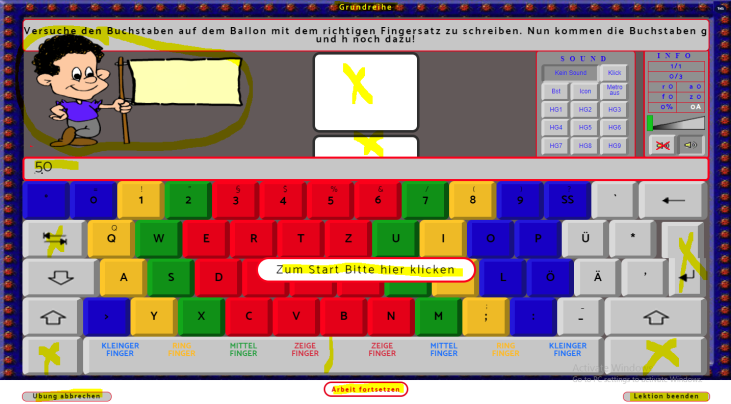 Grundreihe
Versuche den Buchstaben auf dem Ballon mit dem richtigen Fingersatz zu schreiben. Nun kommen die Buchstaben g
und h noch dazu!
SOUND
Kein Sound Klick
Bst Icon Metro aus
HG1 HG2 HG3
HG4 HG5 HG6
HG7 HG8 HG9
INFO
1/1
0/3
r 0 a 0
f 0 z 0
0% 0A
50
! " § $ % & / (
1 2 3 4 5 6 7 8 9 SS `
Q W E R T Z U I O P Ü *
A S D L Ö Ä '
> Y X C V B N M ; : -
KLEINGER FINGER RING FINGER MITTEL FINGER ZEIGE FINGER ZEIGE FINGER MITTEL FINGER RING FINGER KLEINGER FINGER
Zum Start Bitte hier klicken
Activate Windows
Go to PC settings to activate Windows.
Übung abbrechen
Arbeit fortsetzen
Lektion beenden